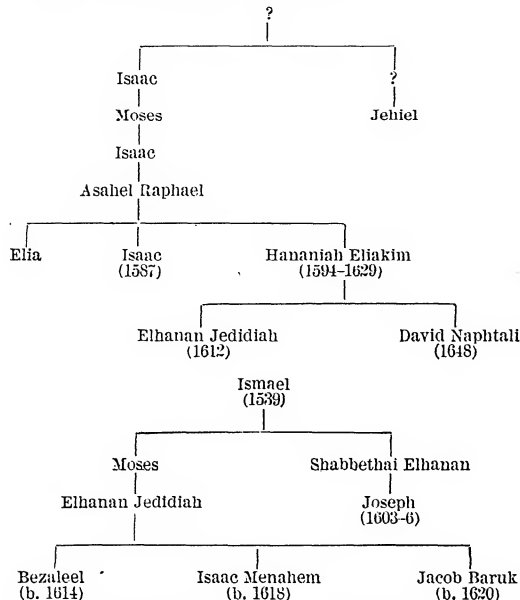 ?
Isaac ?
Moses Jehiel
Isaac
Asahel Raphael
Elia Isaac Hananiah Eliakim
(1587) (1594-1629)
Elhanan Jedidiah David Naphtali
(1612) (1648)
Ismael
(1539)
Moses Shabbethai Elhanan
Elhanan Jedidiah Joseph
(1603-6)
Bezaleel Isaac Menahem Jacob Baruk
(b. 1614) (b. 1618) (b. 1620)